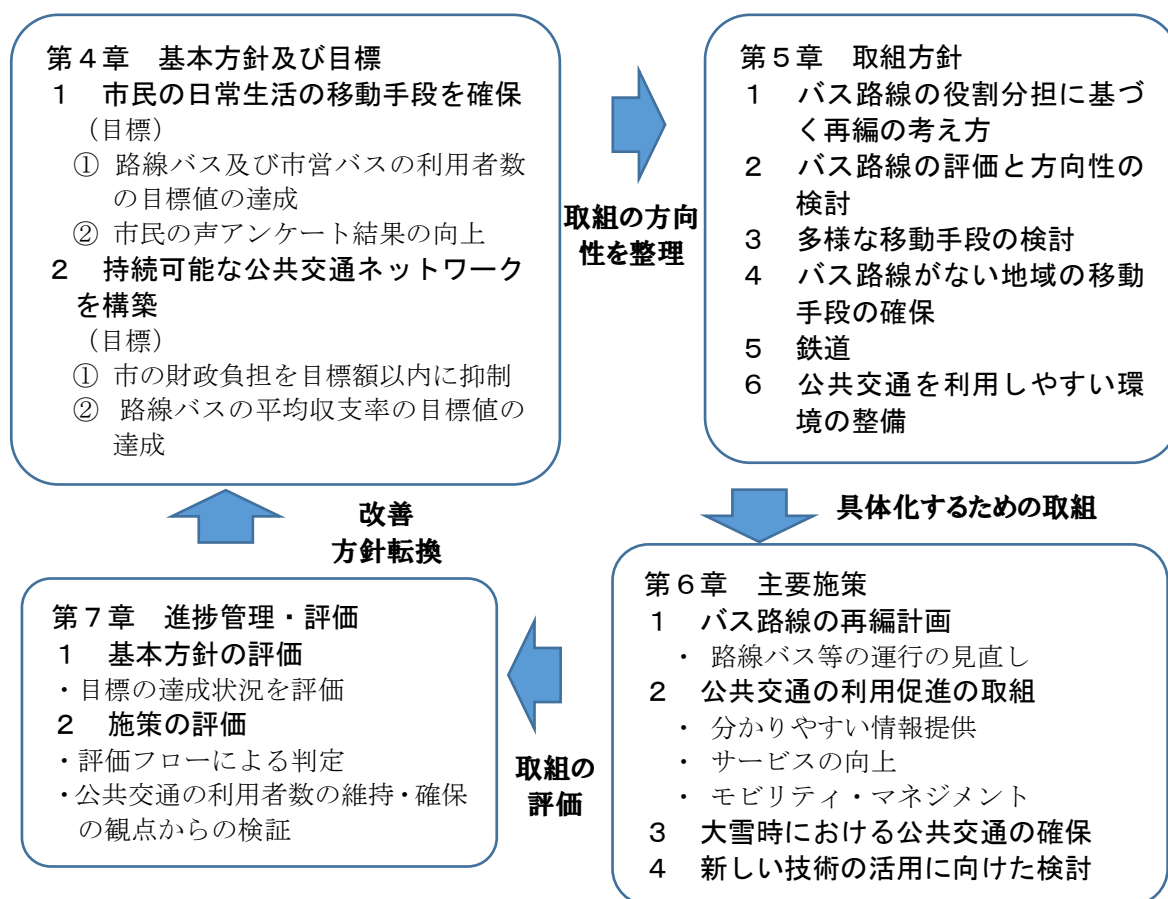 第４章　基本方針及び目標
１　市民の日常生活の移動手段を確保
（目標）
① 路線バス及び市営バスの利用者数
の目標値の達成
② 市民の声アンケート結果の向上
２　持続可能な公共交通ネットワーク
を構築
（目標）
① 市の財政負担を目標額以内に抑制
② 路線バスの平均収支率の目標値の
達成
取組の方向
性を整理
第５章　取組方針
１　バス路線の役割分担に基づ
く再編の考え方
２　バス路線の評価と方向性の
検討
３　多様な移動手段の検討
４　バス路線がない地域の移動
手段の確保
５　鉄道
６　公共交通を利用しやすい環
境の整備
具体化するための取組
第６章　主要施策
１　バス路線の再編計画
・ 路線バス等の運行の見直し
２　公共交通の利用促進の取組
・ 分かりやすい情報提供
・ サービスの向上
・ モビリティ・マネジメント
３　大雪時における公共交通の確保
４　新しい技術の活用に向けた検討
取組の
評価
第７章　進捗管理・評価
１　基本方針の評価
・目標の達成状況を評価
２　施策の評価
・評価フローによる判定
・公共交通の利用者数の維持・確保
の観点からの検証
改善
方針転換